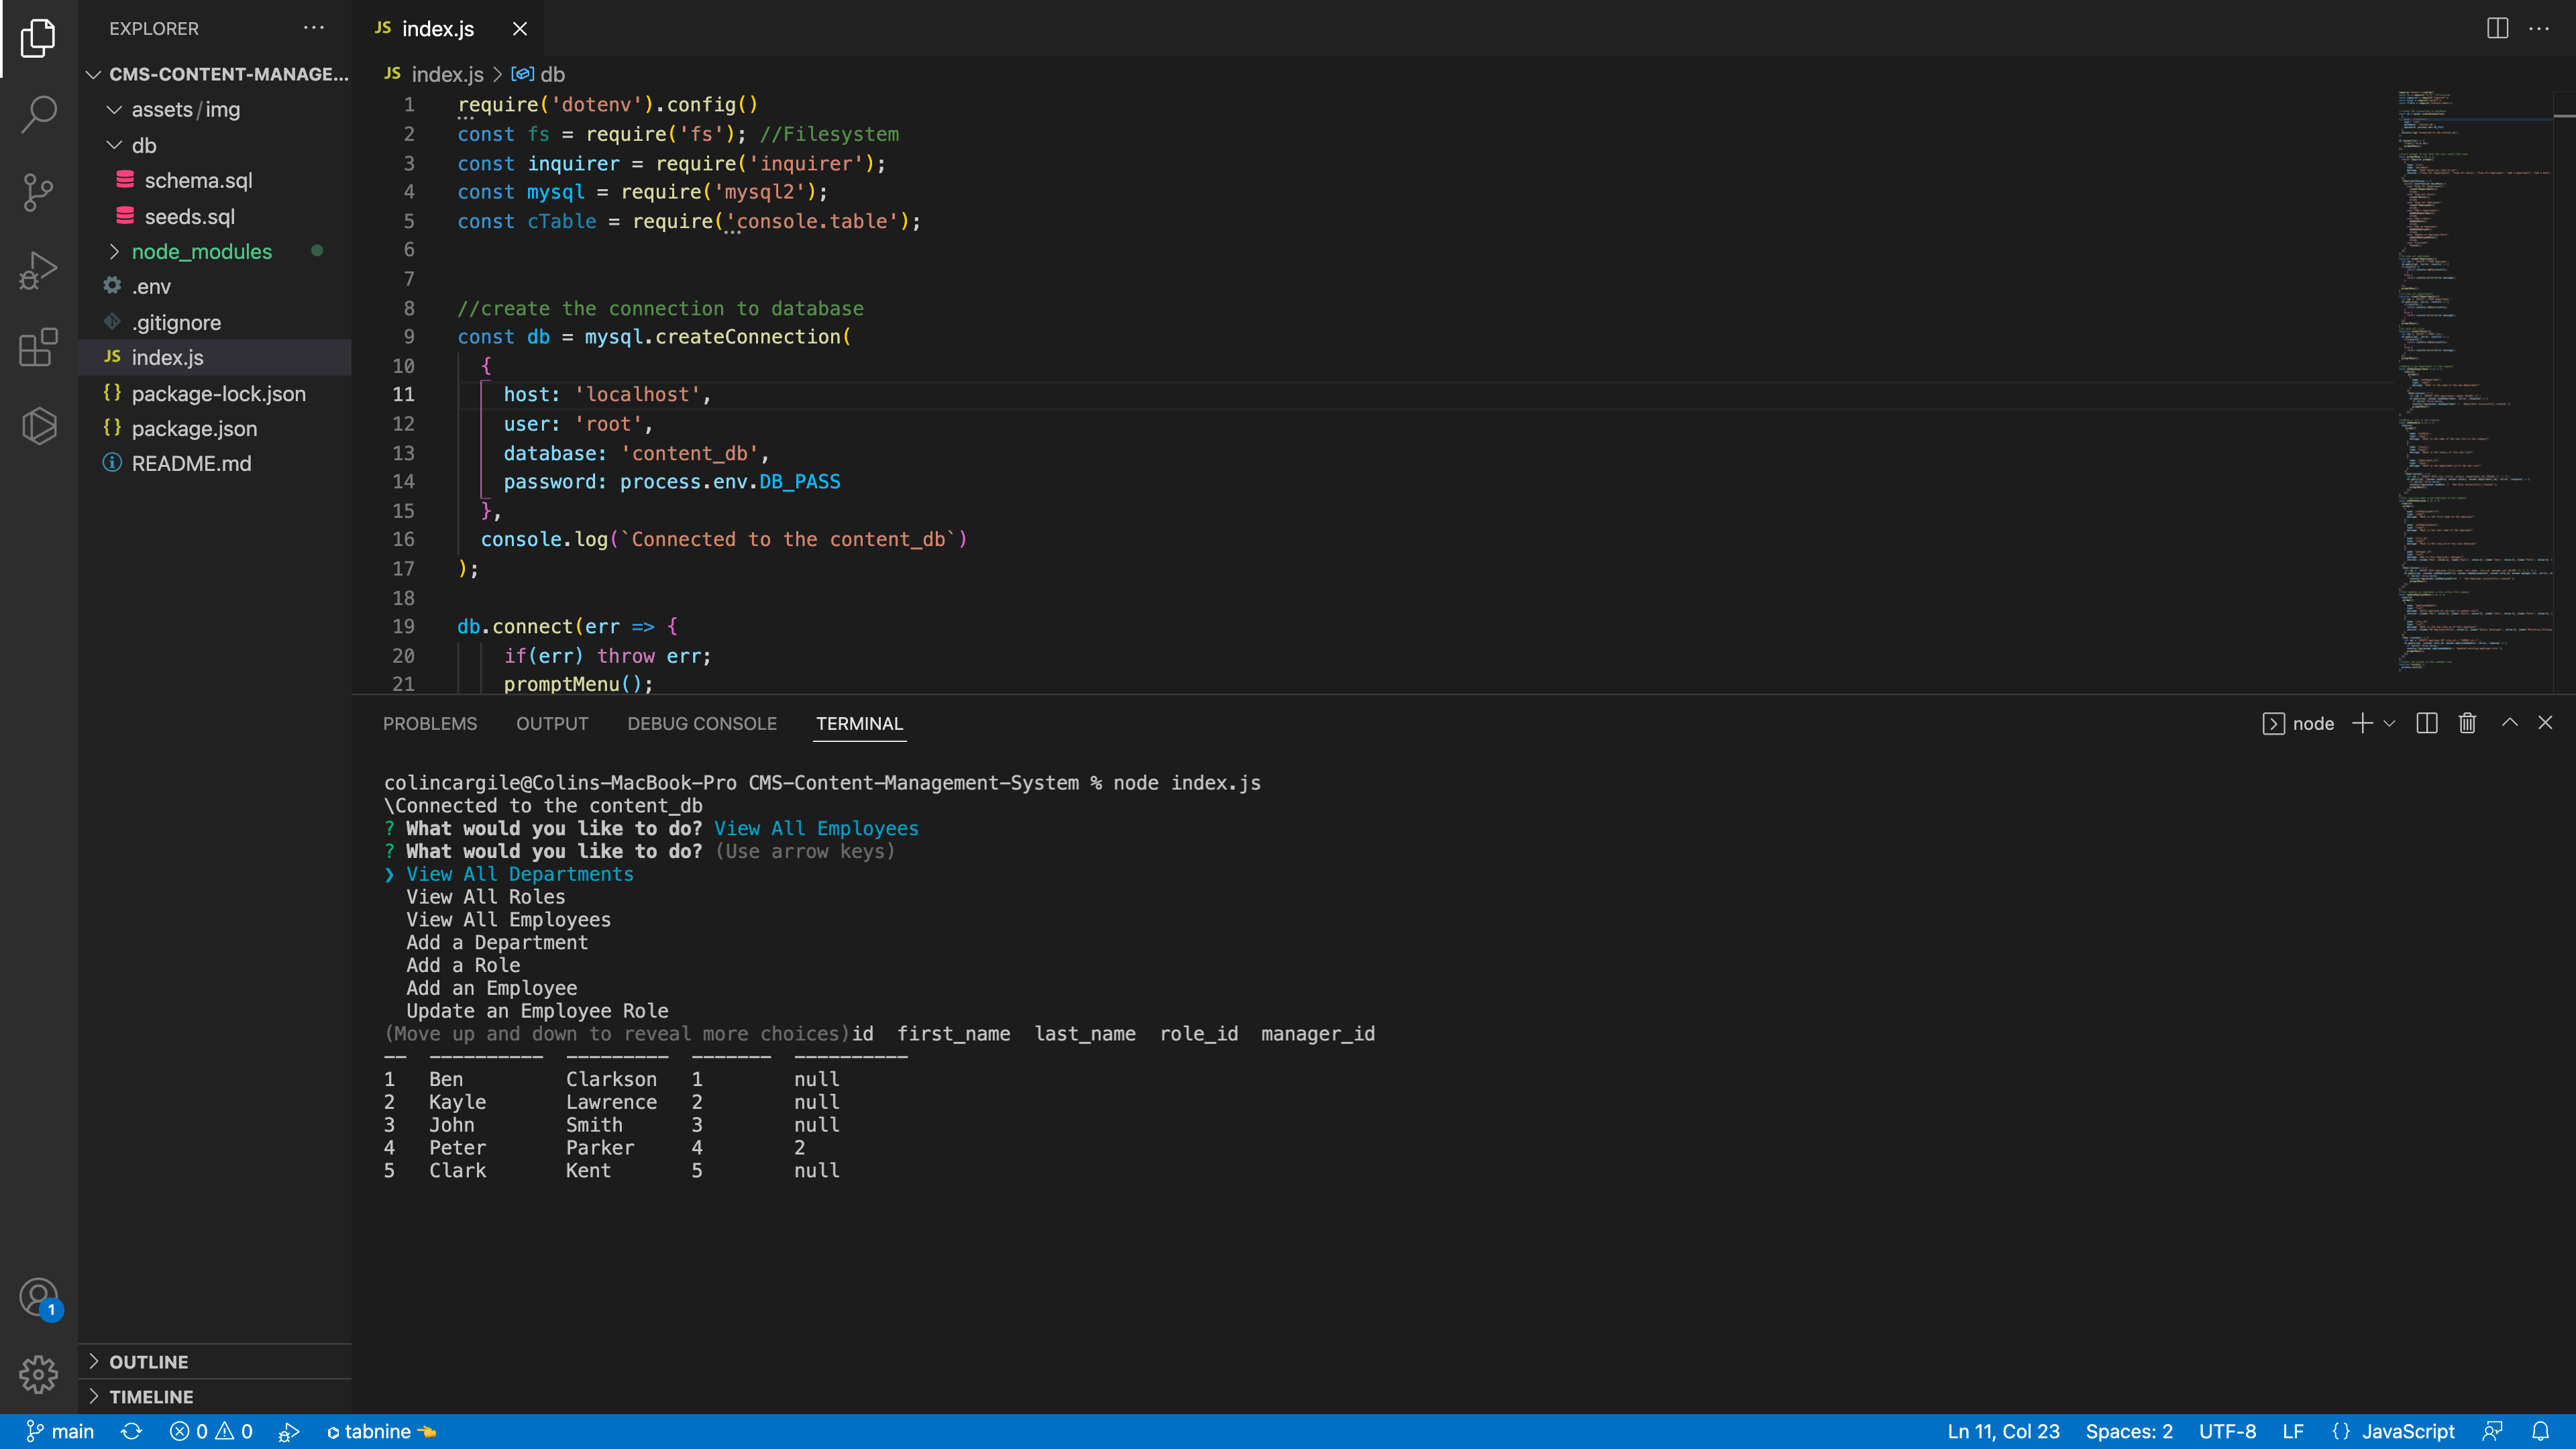 EXPLORER
CMS-CONTENT-MANAGE...
assets/img
db
schema.sql
seeds.sql
node_modules
.env
.gitignore
JS index.js
{} package-lock.json
{} package.json
README.md
OUTLINE
TIMELINE
JS index.js
JS index.js > db
1 require('dotenv').config()
2 const fs = require('fs'); //Filesystem
3 const inquirer = require('inquirer');
4 const mysql = require('mysql2');
5 const cTable = require('console.table');
6
7
8 //create the connection to database
9 const db = mysql.createConnection(
10 {
11 host: 'localhost',
12 user: 'root',
13 database: 'content_db',
14 password: process.env.DB_PASS
15 },
16 console.log(`Connected to the content_db`)
17 );
18
19 db.connect(err => {
20 if(err) throw err;
21 promptMenu();
PROBLEMS OUTPUT DEBUG CONSOLE TERMINAL
node
colincargile@Colins-MacBook-Pro CMS-Content-Management-System % node index.js
\Connected to the content_db
? What would you like to do? View All Employees
? What would you like to do? (Use arrow keys)
❯ View All Departments
View All Roles
View All Employees
Add a Department
Add a Role
Add an Employee
Update an Employee Role
(Move up and down to reveal more choices)id first_name last_name role_id manager_id
-- ---------- --------- ------- ----------
1 Ben Clarkson 1 null
2 Kayle Lawrence 2 null
3 John Smith 3 null
4 Peter Parker 4 2
5 Clark Kent 5 null
1
main 0 0 tabnine
Ln 11, Col 23 Spaces: 2 UTF-8 LF {} JavaScript